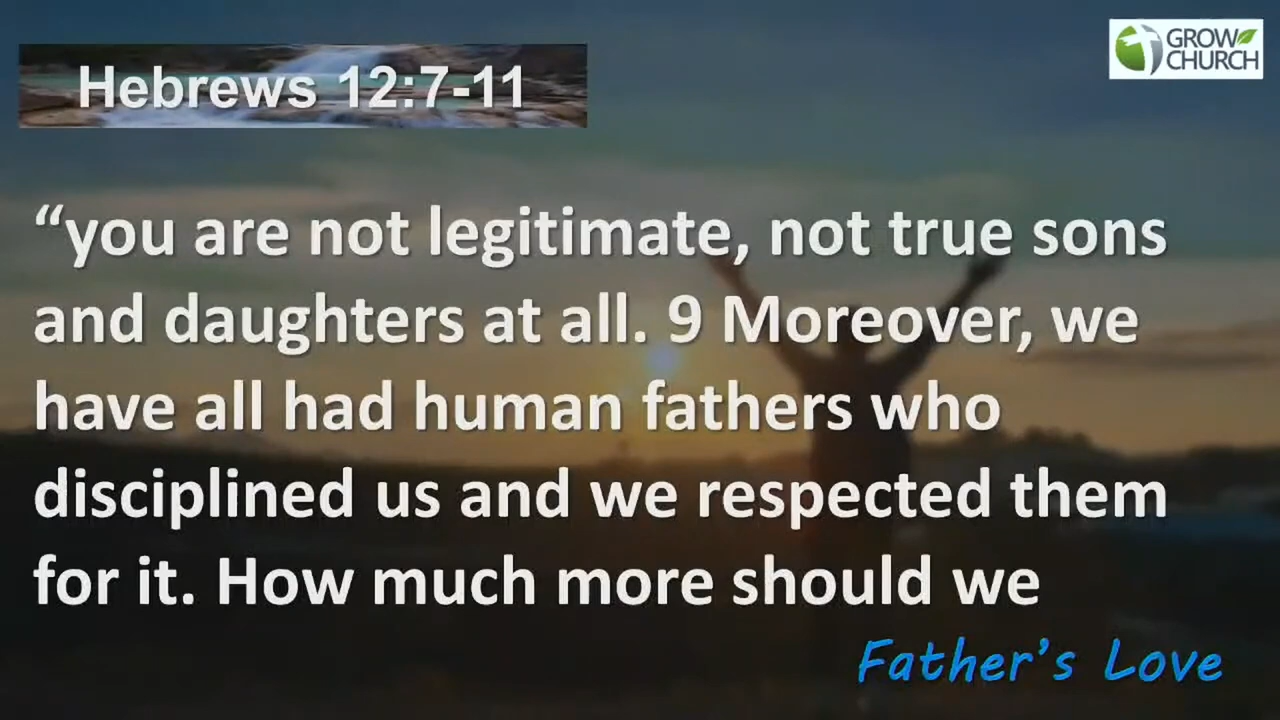 Hebrews 12:7-11
GROW
CHURCH
“you are not legitimate, not true sons
and daughters at all. 9 Moreover, we
have all had human fathers who
disciplined us and we respected them
for it. How much more should we
Father’s Love